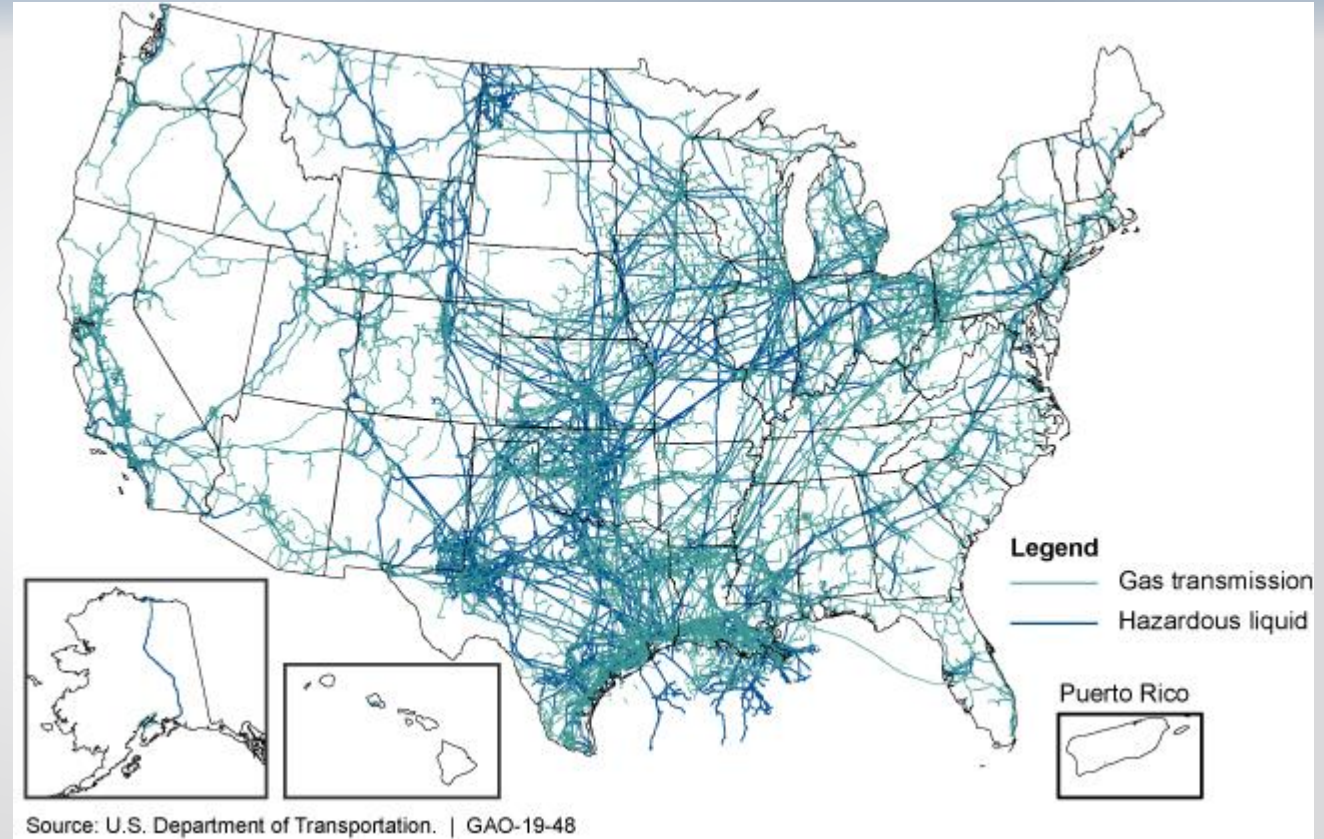 Legend
Gas transmission
Hazardous liquid
Puerto Rico
Source: U.S. Department of Transportation. | GAO-19-48